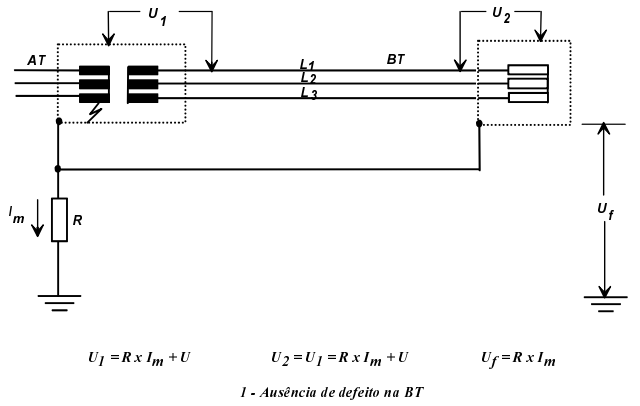 U1 U2
AT L1 BT
L2
L3
Im R Uf
U1 = R x Im + U U2 = U1 = R x Im + U Uf = R x Im
1 - Ausência de defeito na BT